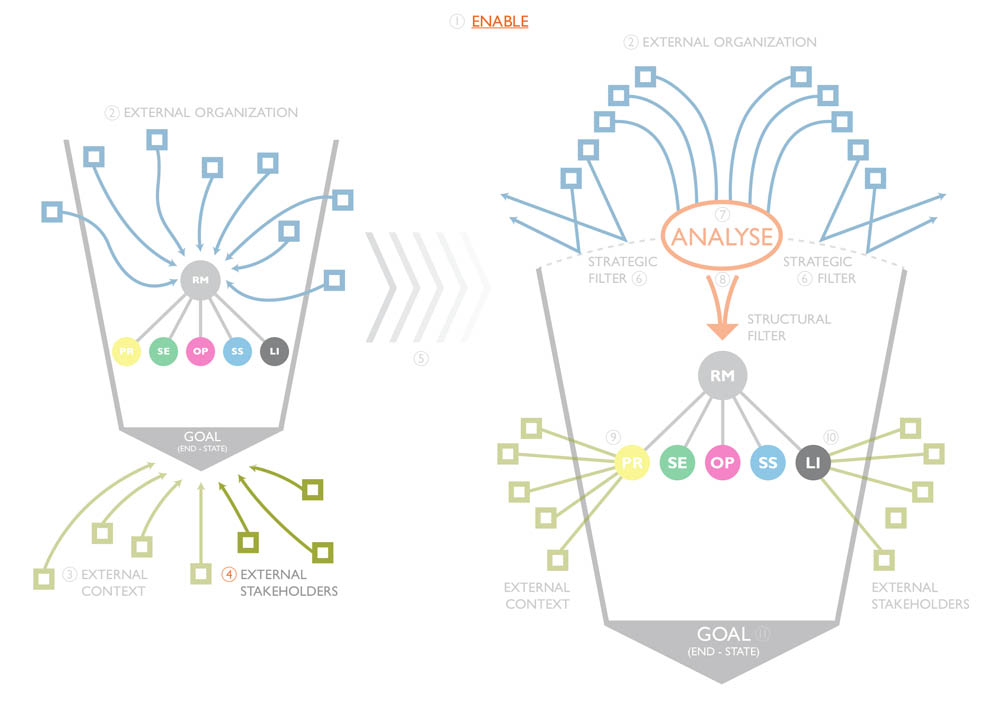 ① ENABLE
② EXTERNAL ORGANIZATION
RM
PR SE OP SS LI
GOAL
(END - STATE)
③ EXTERNAL
CONTEXT
④ EXTERNAL
STAKEHOLDERS
⑤
② EXTERNAL ORGANIZATION
⑦
ANALYSE
STRATEGIC
FILTER ⑥
⑧
STRATEGIC
⑥ FILTER
STRUCTURAL
FILTER
RM
⑨
⑩
PR SE OP SS LI
EXTERNAL
CONTEXT
EXTERNAL
STAKEHOLDERS
GOAL ⑪
(END - STATE)